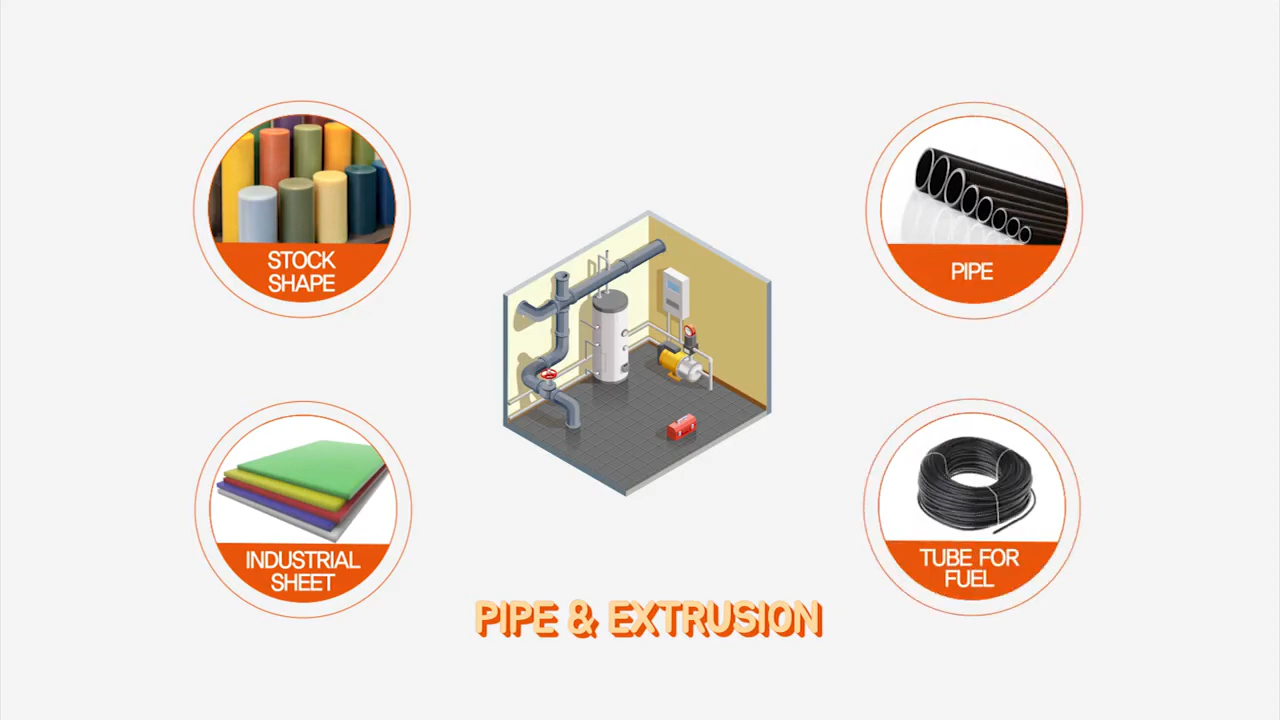 STOCK
SHAPE
PIPE
INDUSTRIAL
SHEET
TUBE FOR
FUEL
PIPE & EXTRUSION